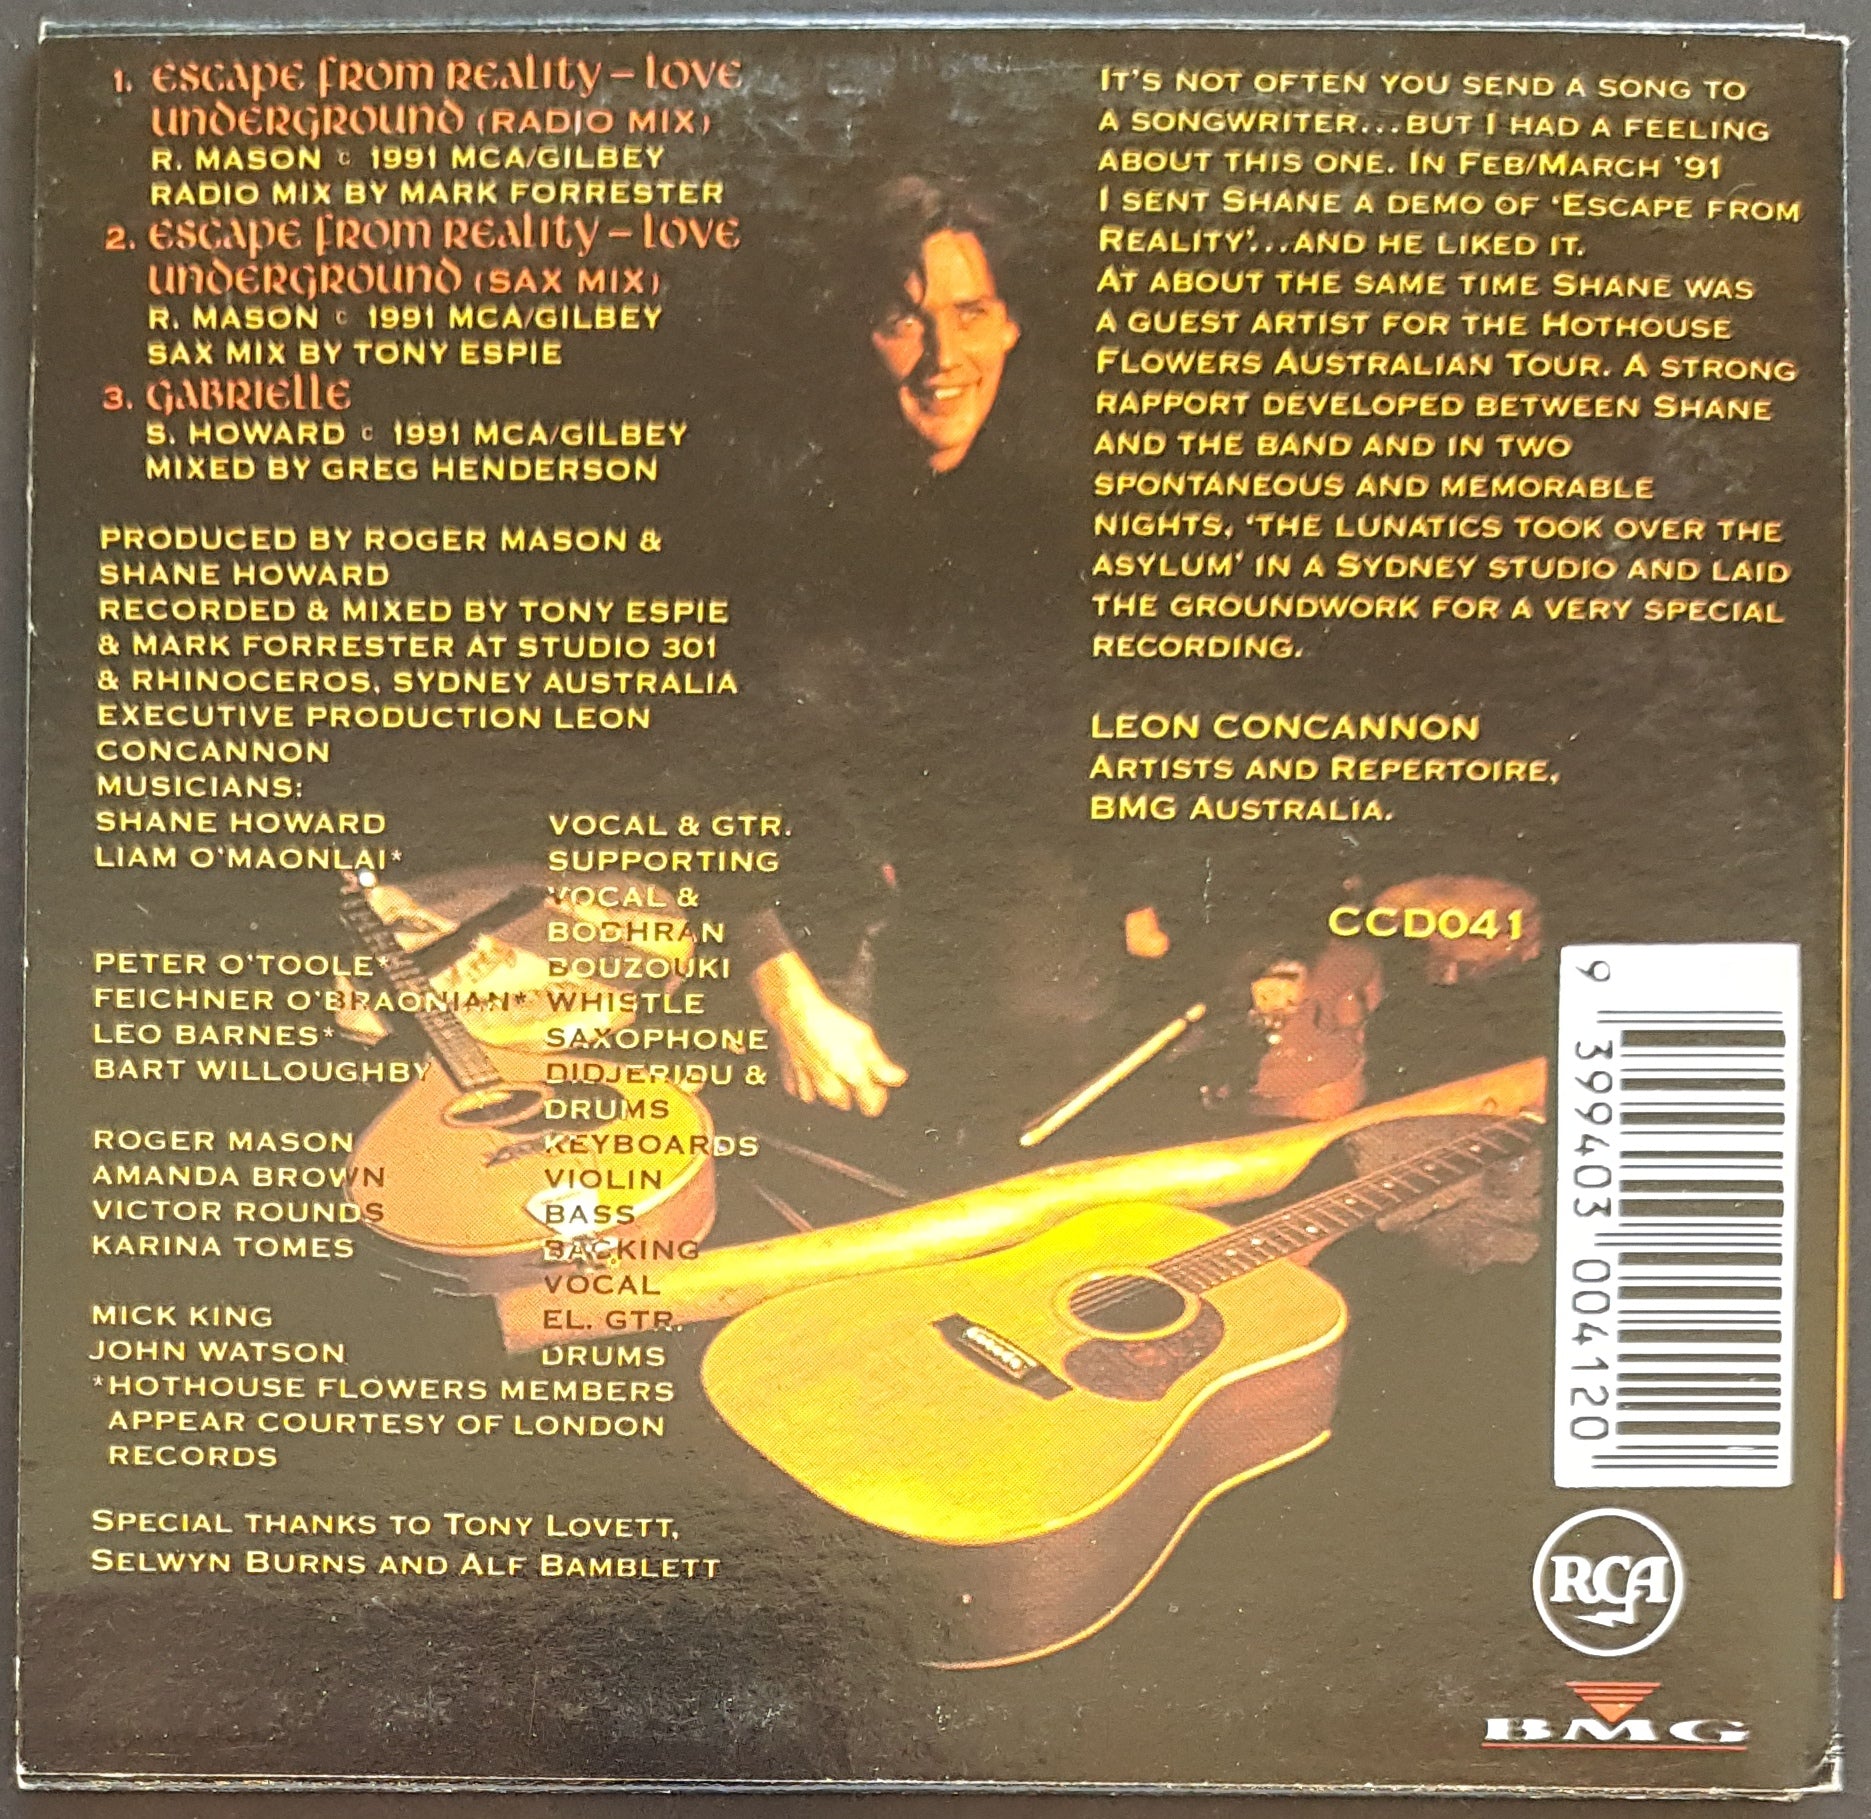 1. Escape from Reality – Love
Underground (RADIO MIX)
R. MASON © 1991 MCA/GILBEY
RADIO MIX BY MARK FORRESTER
2. Escape from Reality – Love
Underground (SAX MIX)
R. MASON © 1991 MCA/GILBEY
SAX MIX BY TONY ESPIE
3. Gabrielle
S. HOWARD © 1991 MCA/GILBEY
MIXED BY GREG HENDERSON
PRODUCED BY ROGER MASON &
SHANE HOWARD
RECORDED & MIXED BY TONY ESPIE
& MARK FORRESTER AT STUDIO 301
& RHINOCEROS, SYDNEY AUSTRALIA
EXECUTIVE PRODUCTION LEON
CONCANNON
MUSICIANS:
SHANE HOWARD VOCAL & GTR.
LIAM O'MAONLAI* SUPPORTING
VOCAL &
BODHRAN
PETER O'TOOLE* BOUZOUKI
FEICHNER O'BRAONIAN* WHISTLE
LEO BARNES* SAXOPHONE
BART WILLOUGHBY DIDJERIDU &
DRUMS
ROGER MASON KEYBOARDS
AMANDA BROWN VIOLIN
VICTOR ROUNDS BASS
KARINA TOMES BACKING
VOCAL
MICK KING EL. GTR.
JOHN WATSON DRUMS
*HOTHOUSE FLOWERS MEMBERS
APPEAR COURTESY OF LONDON
RECORDS
SPECIAL THANKS TO TONY LOVETT,
SELWYN BURNS AND ALF BAMBLETT
IT'S NOT OFTEN YOU SEND A SONG TO
A SONGWRITER...BUT I HAD A FEELING
ABOUT THIS ONE. IN FEB/MARCH '91
I SENT SHANE A DEMO OF 'ESCAPE FROM
REALITY'...AND HE LIKED IT.
AT ABOUT THE SAME TIME SHANE WAS
A GUEST ARTIST FOR THE HOTHOUSE
FLOWERS AUSTRALIAN TOUR. A STRONG
RAPPORT DEVELOPED BETWEEN SHANE
AND THE BAND AND IN TWO
SPONTANEOUS AND MEMORABLE
NIGHTS, 'THE LUNATICS TOOK OVER THE
ASYLUM' IN A SYDNEY STUDIO AND LAID
THE GROUNDWORK FOR A VERY SPECIAL
RECORDING.
LEON CONCANNON
ARTISTS AND REPERTOIRE,
BMG AUSTRALIA.
CCD041
9 399403 004120
RCA
BMG